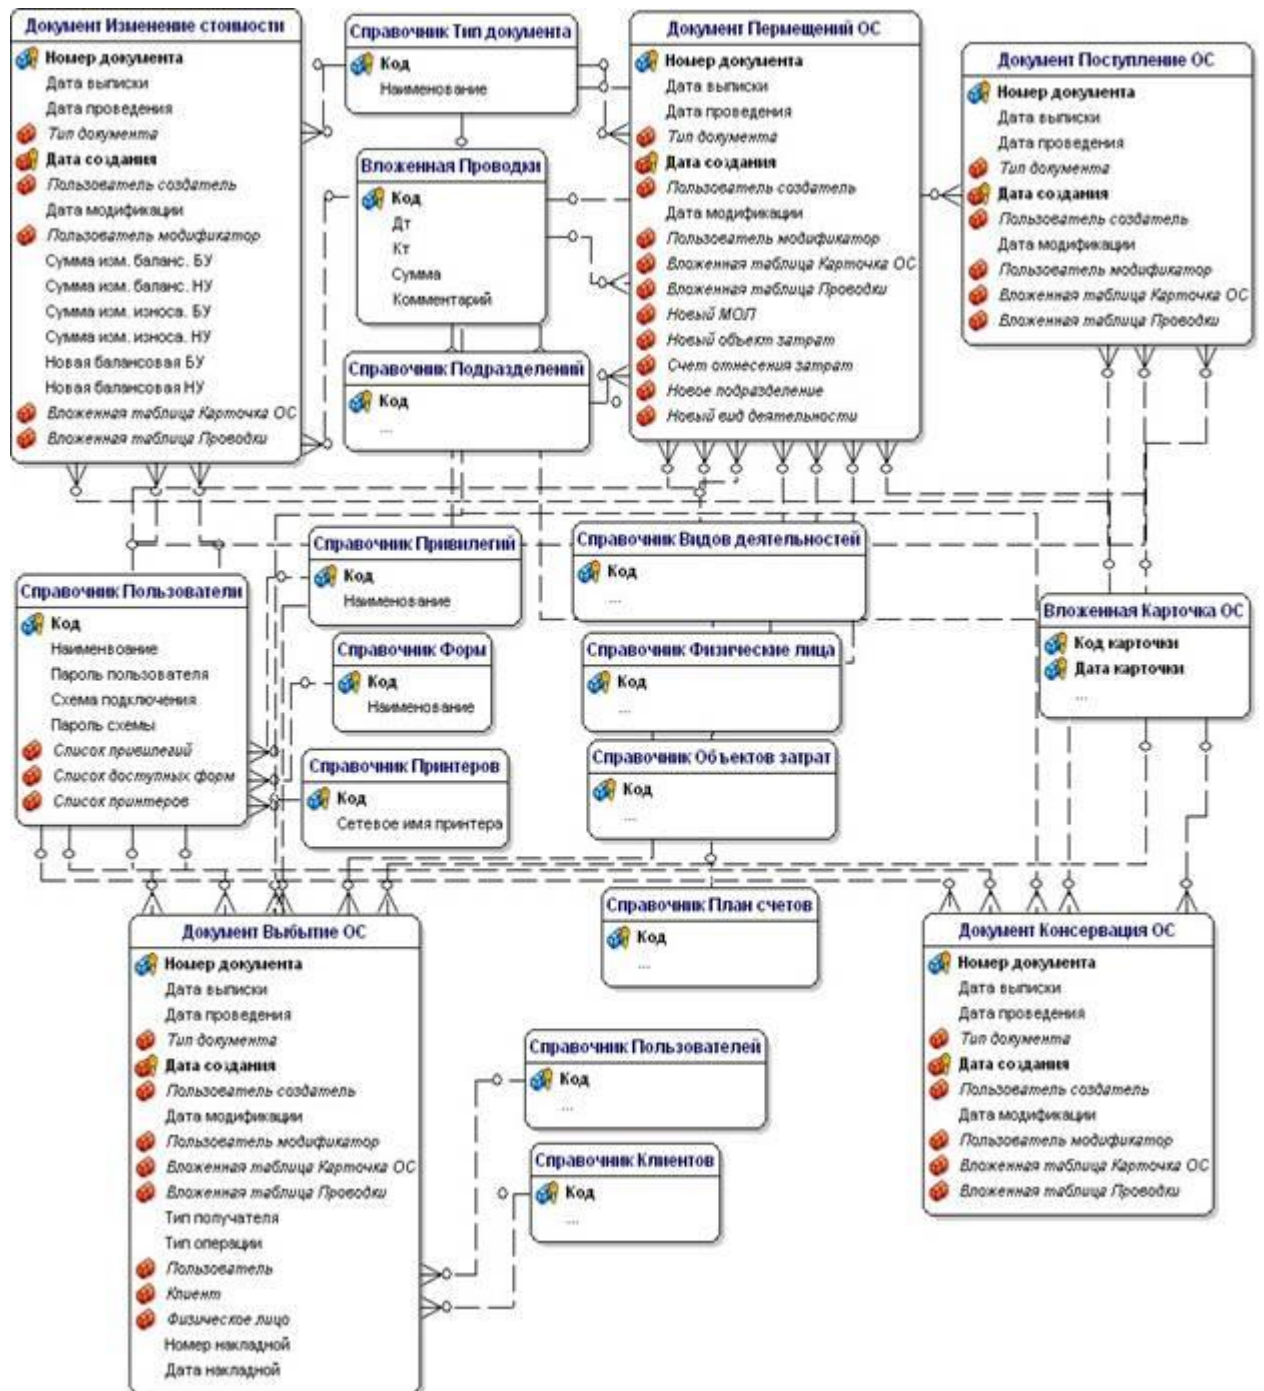 Документ Изменение стоимости
Номер документа
Дата выписки
Дата проведения
Тип документа
Дата создания
Пользователь создатель
Дата модификации
Пользователь модификатор
Сумма изм. баланс. БУ
Сумма изм. баланс. НУ
Сумма изм. износа. БУ
Сумма изм. износа. НУ
Новая балансовая БУ
Новая балансовая НУ
Вложенная таблица Карточка ОС
Вложенная таблица Проводки
Справочник Тип документа
Код
Наименование
Вложенная Проводки
Код
Дт
Кт
Сумма
Комментарий
Справочник Подразделений
Код
...
Документ Пермещений ОС
Номер документа
Дата выписки
Дата проведения
Тип документа
Дата создания
Пользователь создатель
Дата модификации
Пользователь модификатор
Вложенная таблица Карточка ОС
Вложенная таблица Проводки
Новый МОЛ
Новый объект затрат
Счет отнесения затрат
Новое подразделение
Новый вид деятельности
Документ Поступление ОС
Номер документа
Дата выписки
Дата проведения
Тип документа
Дата создания
Пользователь создатель
Дата модификации
Пользователь модификатор
Вложенная таблица Карточка ОС
Вложенная таблица Проводки
Справочник Пользователи
Код
Наименвоание
Пароль пользователя
Схема подключения
Пароль схемы
Список привилегий
Список доступных форм
Список принтеров
Справочник Привилегий
Код
Наименование
Справочник Форм
Код
Наименование
Справочник Принтеров
Код
Сетевое имя принтера
Справочник Видов деятельностей
Код
...
Справочник Физические лица
Код
...
Справочник Объектов затрат
Код
...
Вложенная Карточка ОС
Код карточки
Дата карточки
...
Справочник План счетов
Код
...
Документ Выбытие ОС
Номер документа
Дата выписки
Дата проведения
Тип документа
Дата создания
Пользователь создатель
Дата модификации
Пользователь модификатор
Вложенная таблица Карточка ОС
Вложенная таблица Проводки
Тип получателя
Тип операции
Пользователь
Клиент
Физическое лицо
Номер накладной
Дата накладной
Справочник Пользователей
Код
...
Справочник Клиентов
Код
...
Документ Консервация ОС
Номер документа
Дата выписки
Дата проведения
Тип документа
Дата создания
Пользователь создатель
Дата модификации
Пользователь модификатор
Вложенная таблица Карточка ОС
Вложенная таблица Проводки